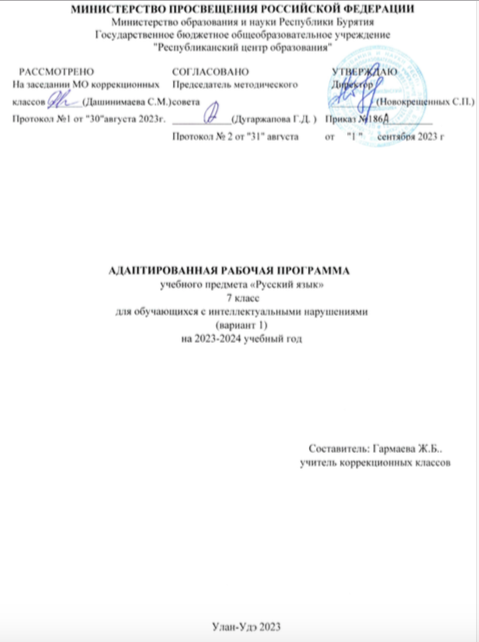 МИНИСТЕРСТВО ПРОСВЕЩЕНИЯ РОССИЙСКОЙ ФЕДЕРАЦИИ
Министерство образования и науки Республики Бурятия
Государственное бюджетное общеобразовательное учреждение
"Республиканский центр образования"
РАССМОТРЕНО СОГЛАСОВАНО УТВЕРЖДАЮ
На заседании МО коррекционных Председатель методического Директор
классов (Дашинимаева С.М.)совета (Новокрещенных С.П.)
Протокол №1 от "30"августа 2023г. (Дугаржапова Г.Д. ) Приказ №186Д
Протокол № 2 от "31" августа от "1 " сентября 2023 г
АДАПТИРОВАННАЯ РАБОЧАЯ ПРОГРАММА
учебного предмета «Русский язык»
7 класс
для обучающихся с интеллектуальными нарушениями
(вариант 1)
на 2023-2024 учебный год
Составитель: Гармаева Ж.Б..
учитель коррекционных классов
Улан-Удэ 2023